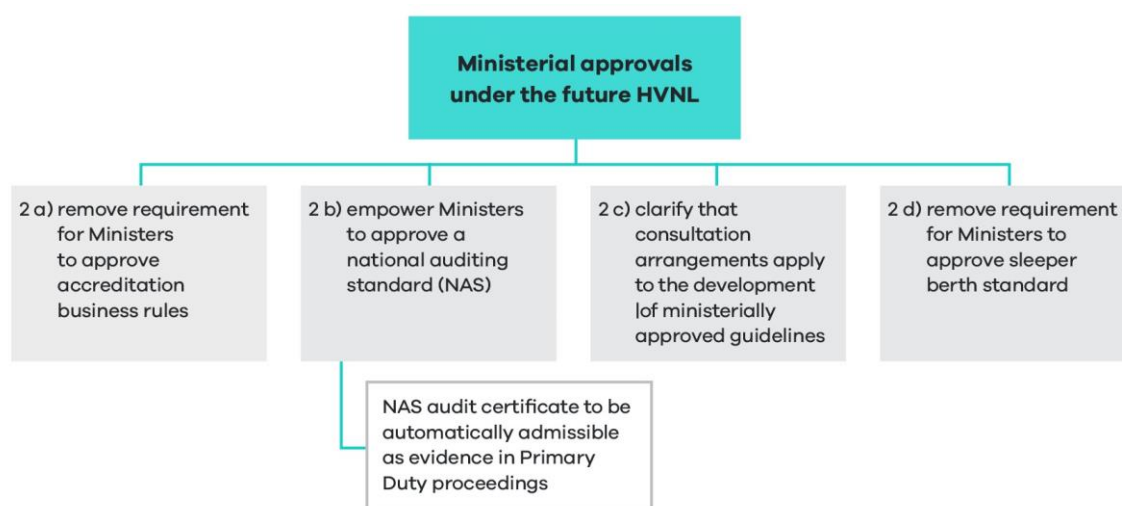 Ministerial approvals
under the future HVNL
2 a) remove requirement
for Ministers
to approve
accreditation
business rules
2 b) empower Ministers
to approve a
national auditing
standard (NAS)
2 c) clarify that
consultation
arrangements apply
to the development
|of ministerially
approved guidelines
2 d) remove requirement
for Ministers to
approve sleeper
berth standard
NAS audit certificate to be
automatically admissible
as evidence in Primary
Duty proceedings